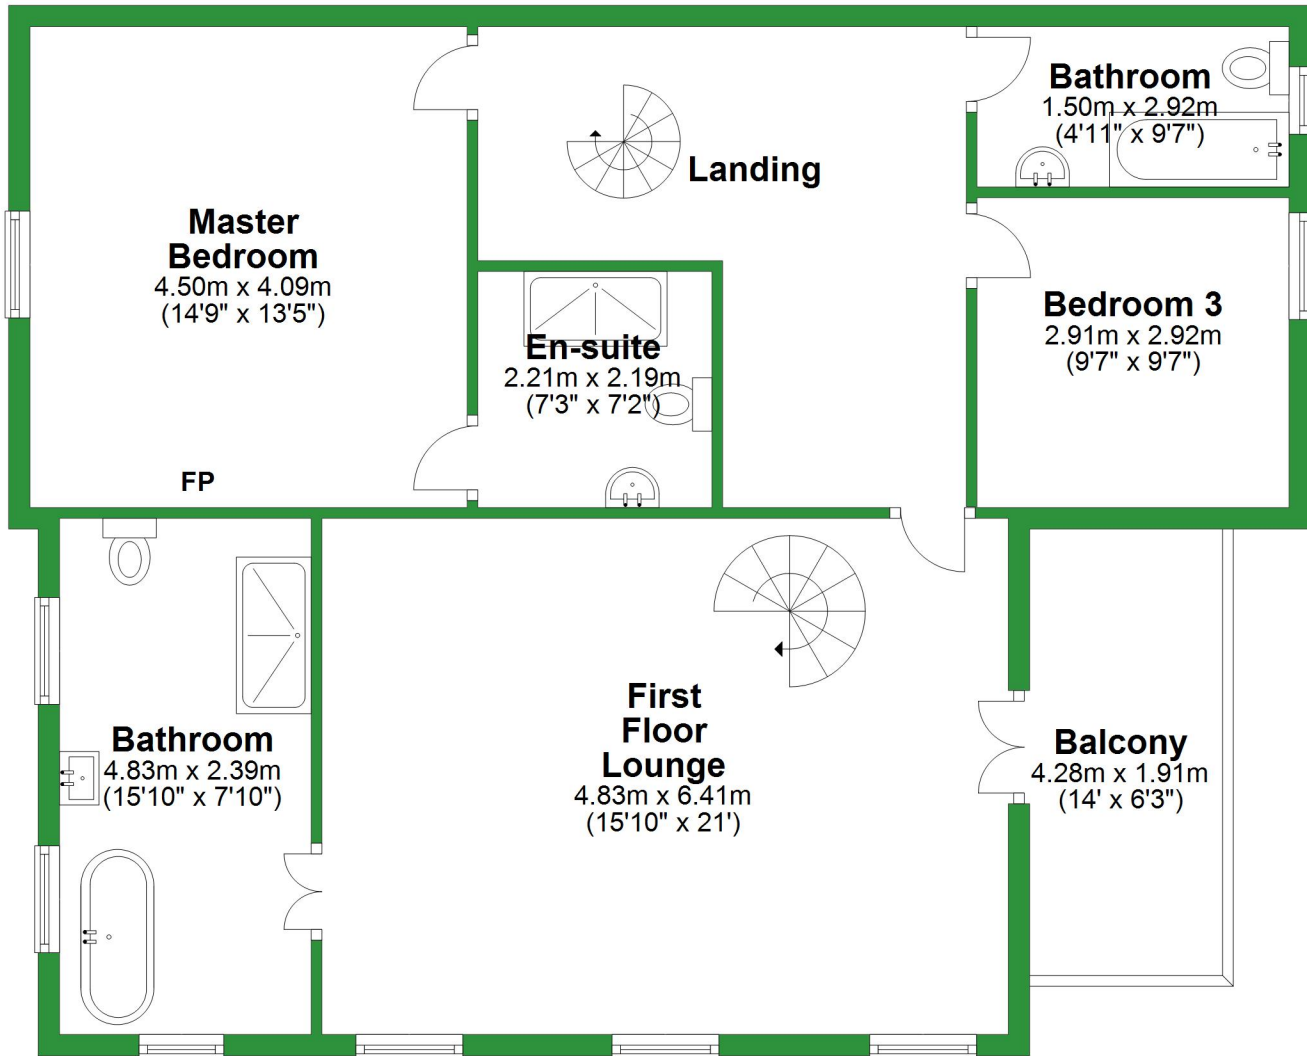 Bathroom
1.50m x 2.92m
(4'11" x 9'7")
Landing
Master
Bedroom
4.50m x 4.09m
(14'9" x 13'5")
Bedroom 3
2.91m x 2.92m
(9'7" x 9'7")
En-suite
2.21m x 2.19m
(7'3" x 7'2")
FP
First
Floor
Lounge
4.83m x 6.41m
(15'10" x 21')
Bathroom
4.83m x 2.39m
(15'10" x 7'10")
Balcony
4.28m x 1.91m
(14' x 6'3")